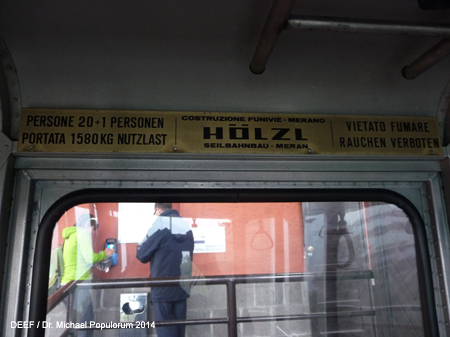 PERSONE 20+1 PERSONEN
PORTATA 1580 KG NUTZLAST
COSTRUZIONE FUNIVIE - MERANO
HÖLZL
SEILBAHNBAU - MERAN
VIETATO FUMARE
RAUCHEN VERBOTEN
DEEF / Dr. Michael Populorum 2014